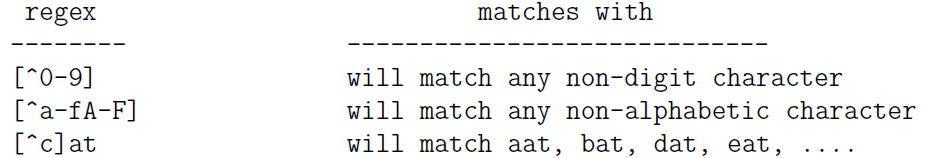 regex matches with
-------- -----------------------------
[^0-9] will match any non-digit character
[^a-fA-F] will match any non-alphabetic character
[^c]at will match aat, bat, dat, eat, ....